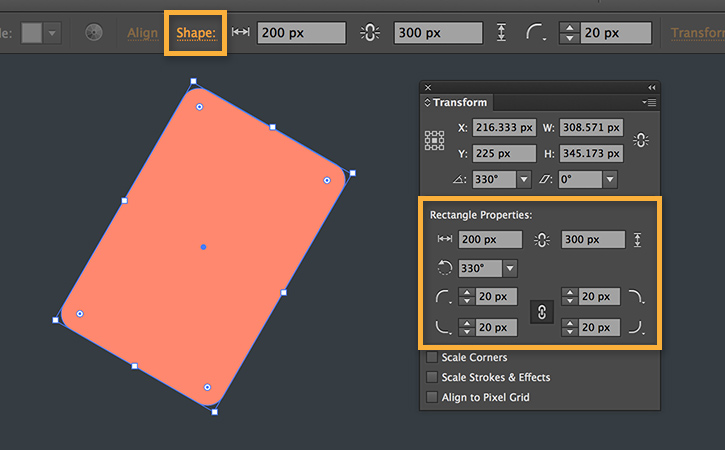 le: Align Shape: 200 px 300 px 20 px Transform
Transform
X: 216.333 px W: 308.571 px
Y: 225 px H: 345.173 px
330° 0°
Rectangle Properties:
200 px 300 px
330°
20 px 20 px
20 px 20 px
Scale Corners
Scale Strokes & Effects
Align to Pixel Grid